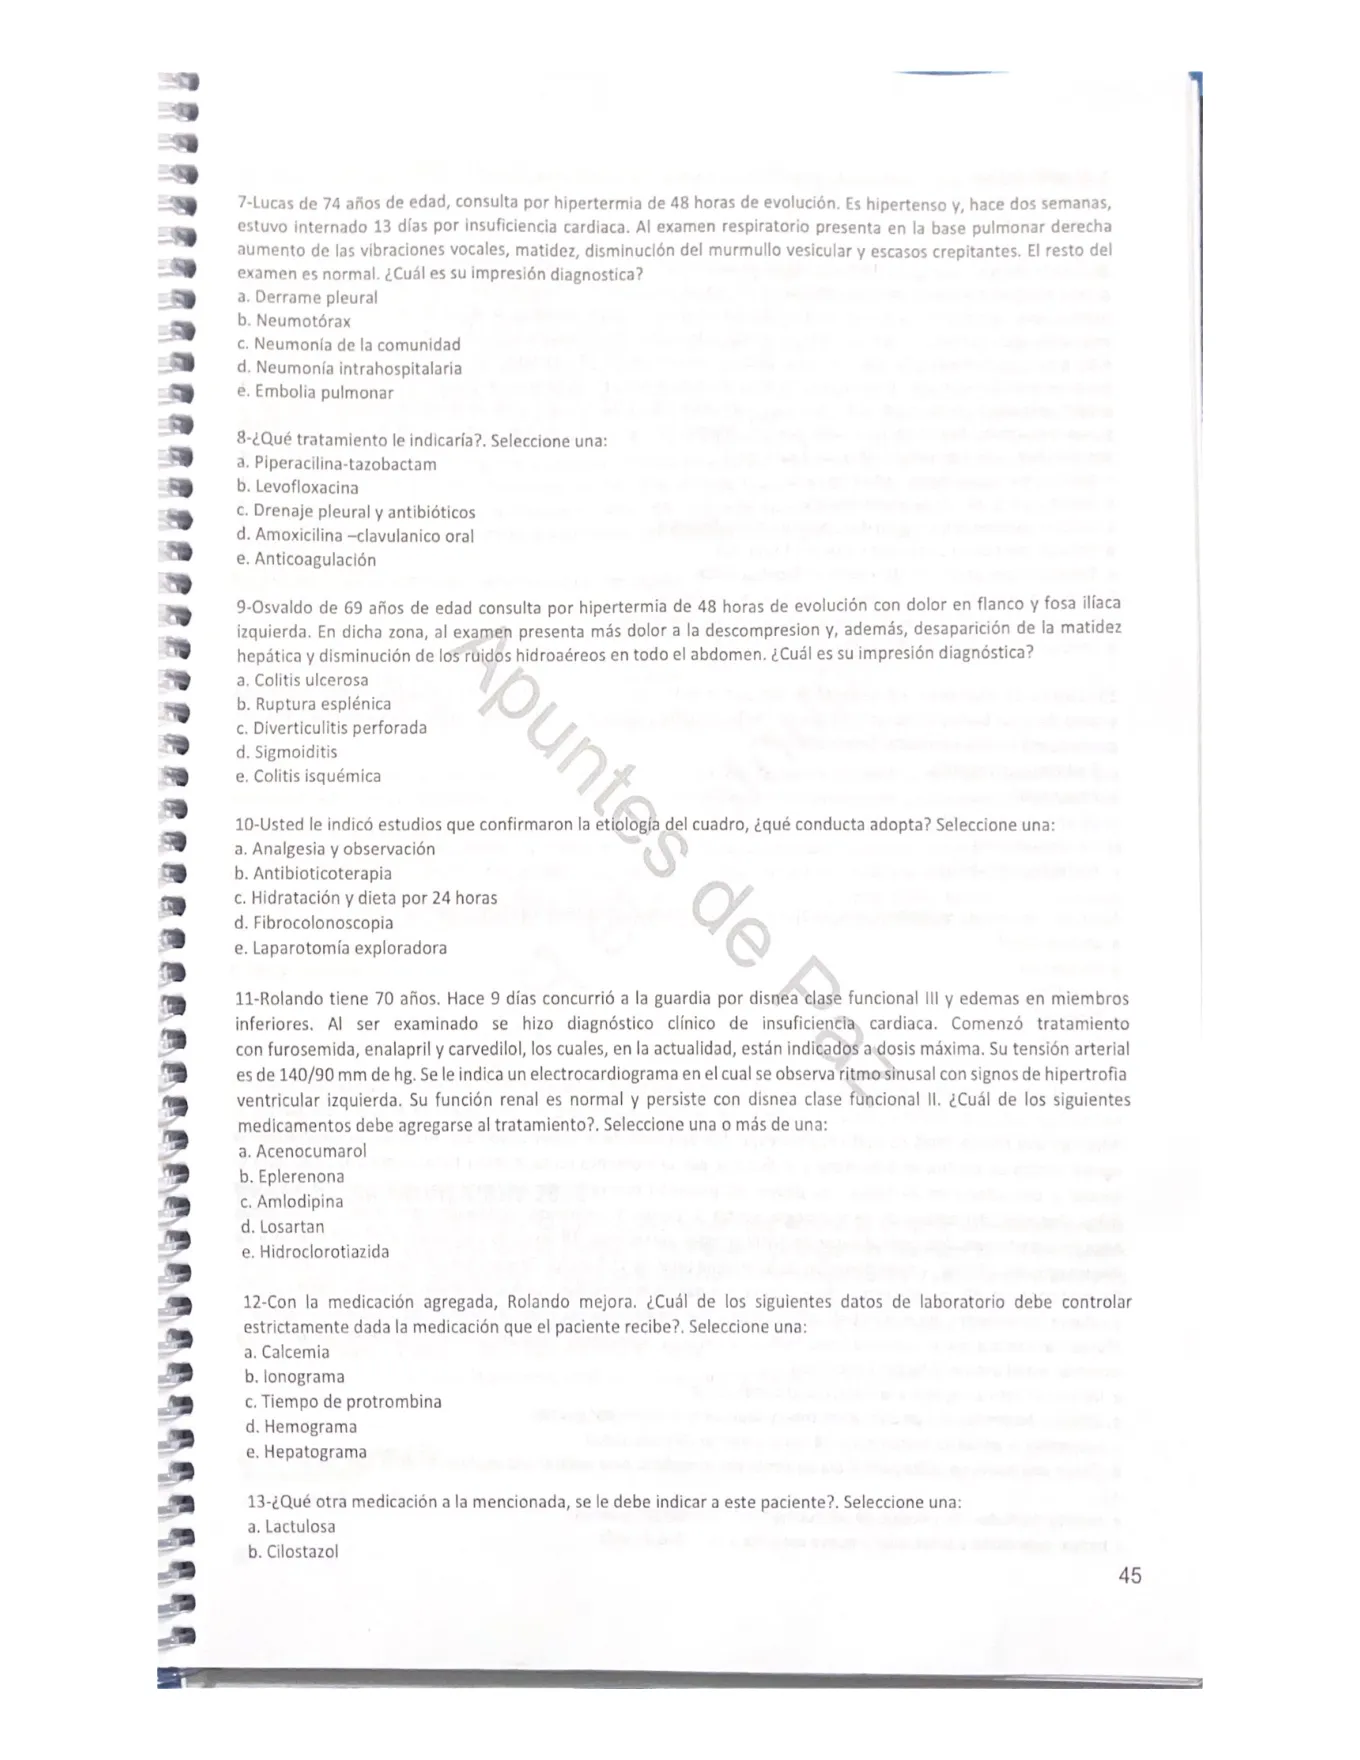 7-Lucas de 74 años de edad, consulta por hipertermia de 48 horas de evolución. Es hipertenso y, hace dos semanas,
estuvo internado 13 días por insuficiencia cardiaca. Al examen respiratorio presenta en la base pulmonar derecha
aumento de las vibraciones vocales, matidez, disminución del murmullo vesicular y escasos crepitantes. El resto del
examen es normal. ¿Cuál es su impresión diagnostica?
a. Derrame pleural
b. Neumotórax
c. Neumonía de la comunidad
d. Neumonía intrahospitalaria
e. Embolia pulmonar
8-¿Qué tratamiento le indicaría?. Seleccione una:
a. Piperacilina-tazobactam
b. Levofloxacina
c. Drenaje pleural y antibióticos
d. Amoxicilina –clavulanico oral
e. Anticoagulación
9-Osvaldo de 69 años de edad consulta por hipertermia de 48 horas de evolución con dolor en flanco y fosa ilíaca
izquierda. En dicha zona, al examen presenta más dolor a la descompresion y, además, desaparición de la matidez
hepática y disminución de los ruidos hidroaéreos en todo el abdomen. ¿Cuál es su impresión diagnóstica?
a. Colitis ulcerosa
b. Ruptura esplénica
c. Diverticulitis perforada
d. Sigmoiditis
e. Colitis isquémica
10-Usted le indicó estudios que confirmaron la etiología del cuadro, ¿qué conducta adopta? Seleccione una:
a. Analgesia y observación
b. Antibioticoterapia
c. Hidratación y dieta por 24 horas
d. Fibrocolonoscopia
e. Laparotomía exploradora
11-Rolando tiene 70 años. Hace 9 días concurrió a la guardia por disnea clase funcional III y edemas en miembros
inferiores. Al ser examinado se hizo diagnóstico clínico de insuficiencia cardiaca. Comenzó tratamiento
con furosemida, enalapril y carvedilol, los cuales, en la actualidad, están indicados a dosis máxima. Su tensión arterial
es de 140/90 mm de hg. Se le indica un electrocardiograma en el cual se observa ritmo sinusal con signos de hipertrofia
ventricular izquierda. Su función renal es normal y persiste con disnea clase funcional II. ¿Cuál de los siguientes
medicamentos debe agregarse al tratamiento?. Seleccione una o más de una:
a. Acenocumarol
b. Eplerenona
c. Amlodipina
d. Losartan
e. Hidroclorotiazida
12-Con la medicación agregada, Rolando mejora. ¿Cuál de los siguientes datos de laboratorio debe controlar
estrictamente dada la medicación que el paciente recibe?. Seleccione una:
a. Calcemia
b. Ionograma
c. Tiempo de protrombina
d. Hemograma
e. Hepatograma
13-¿Qué otra medicación a la mencionada, se le debe indicar a este paciente?. Seleccione una:
a. Lactulosa
b. Cilostazol
45
Apuntes de Paz